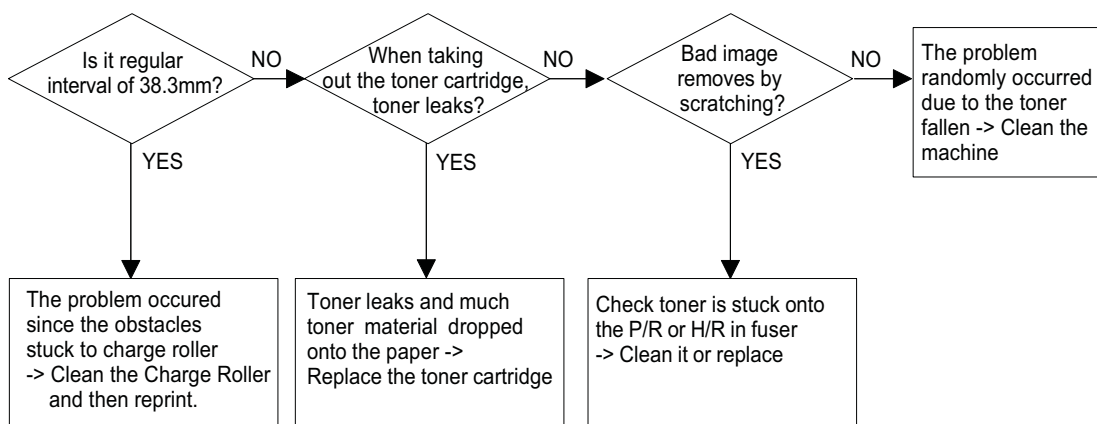 Is it regular
interval of 38.3mm?
NO
When taking
out the toner cartridge,
toner leaks?
NO
Bad image
removes by
scratching?
NO
The problem
randomly occurred
due to the toner
fallen -> Clean the
machine
YES
YES
YES
The problem occured
since the obstacles
stuck to charge roller
-> Clean the Charge Roller
and then reprint.
Toner leaks and much
toner material dropped
onto the paper ->
Replace the toner cartridge
Check toner is stuck onto
the P/R or H/R in fuser
-> Clean it or replace